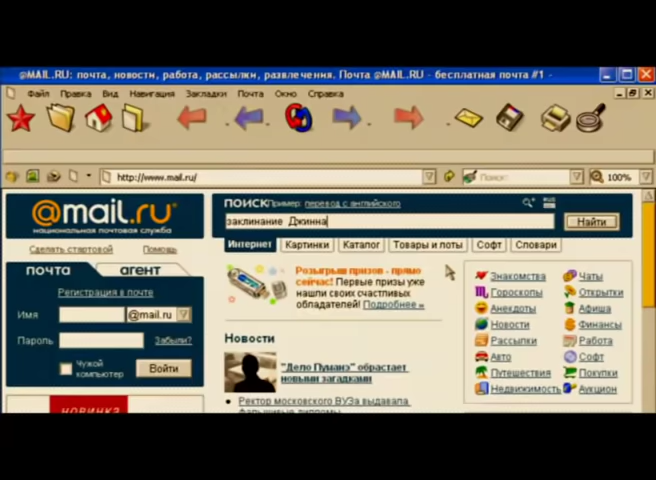 @MAIL.RU: почта, новости, работа, рассылки, развлечения. Почта @MAIL.RU - бесплатная почта #1 -
Файл Правка Вид Навигация Закладки Почта Окно Справка
http://www.mail.ru/ Поиск: 100%
@mail.ru®
национальная почтовая служба
Сделать стартовой Помощь
почта агент
Регистрация в почте
Имя @mail.ru
Пароль Забыли?
Чужой
компьютер
Войти
НОВИНКА
ПОИСК Пример: перевод с английского
RUS
заклинание Джинна Найти
Интернет Картинки Каталог Товары и лоты Софт Словари
Розыгрыш призов - прямо
сейчас! Первые призы уже
нашли своих счастливых
обладателей! Подробнее »
Новости
"Дело Пуманэ" обрастает
новыми загадками
Ректор московского ВУЗа выдавала
фальшивые дипломы
Знакомства Чаты
Гороскопы Открытки
Анекдоты Афиша
Новости Финансы
Рассылки Работа
Авто Софт
Путешествия Покупки
Недвижимость Аукцион